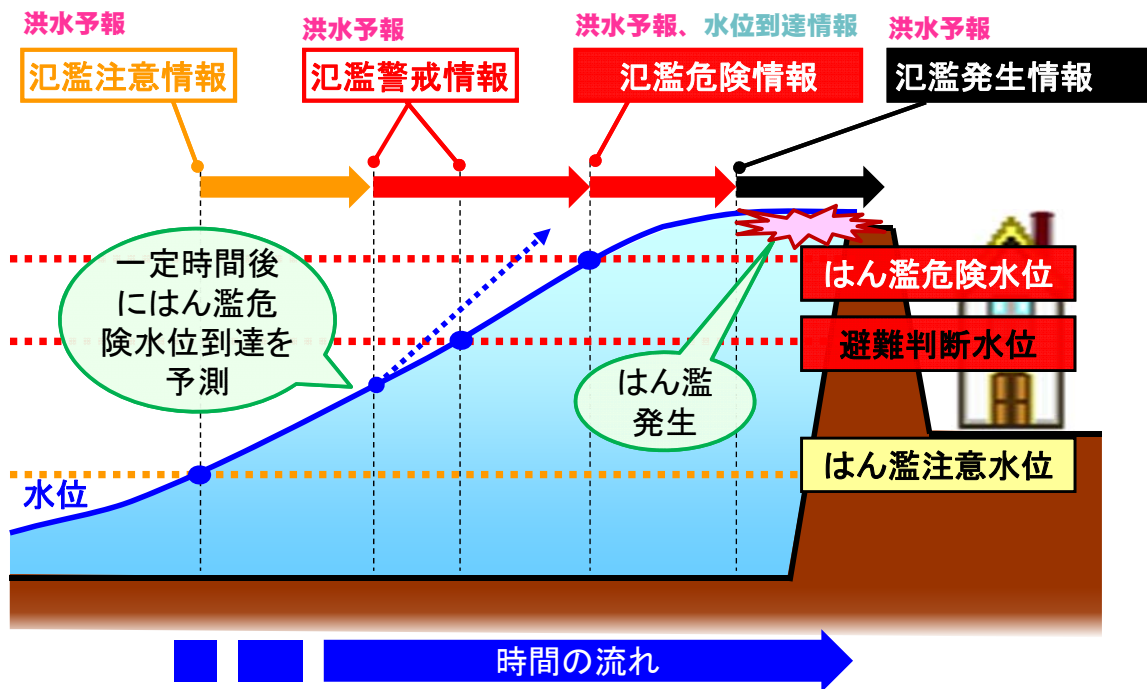 洪水予報
洪水予報
洪水予報、水位到達情報
洪水予報
氾濫注意情報
氾濫警戒情報
氾濫危険情報
氾濫発生情報
一定時間後
にはん濫危
険水位到達を
予測
はん濫危険水位
避難判断水位
はん濫
発生
はん濫注意水位
水位
時間の流れ